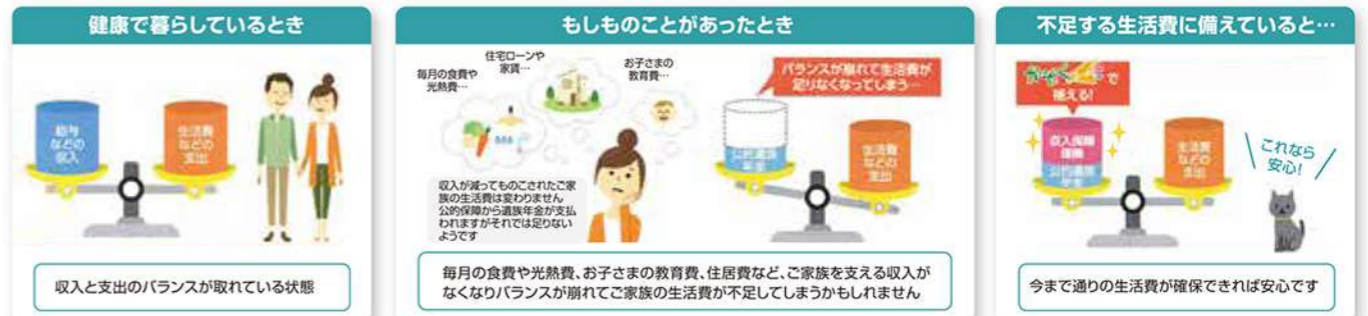 健康で暮らしているとき
給与
などの
収入
生活費
などの
支出
収入と支出のバランスが取れている状態
もしものことがあったとき
毎月の食費や
光熱費…
住宅ローンや
家賃…
お子さまの
教育費…
バランスが崩れて生活費が
足りなくなってしまう…
収入が減ってものこされたご家
族の生活費は変わりません
公的保障から遺族年金が支払
われますがそれでは足りない
ようです
公的遺族
年金
生活費
などの
支出
毎月の食費や光熱費、お子さまの教育費、住居費など、ご家族を支える収入が
なくなりバランスが崩れてご家族の生活費が不足してしまうかもしれません
不足する生活費に備えていると…
で
備える!
収入保障
保険
公的遺族
年金
生活費
などの
支出
これなら
安心!
今まで通りの生活費が確保できれば安心です